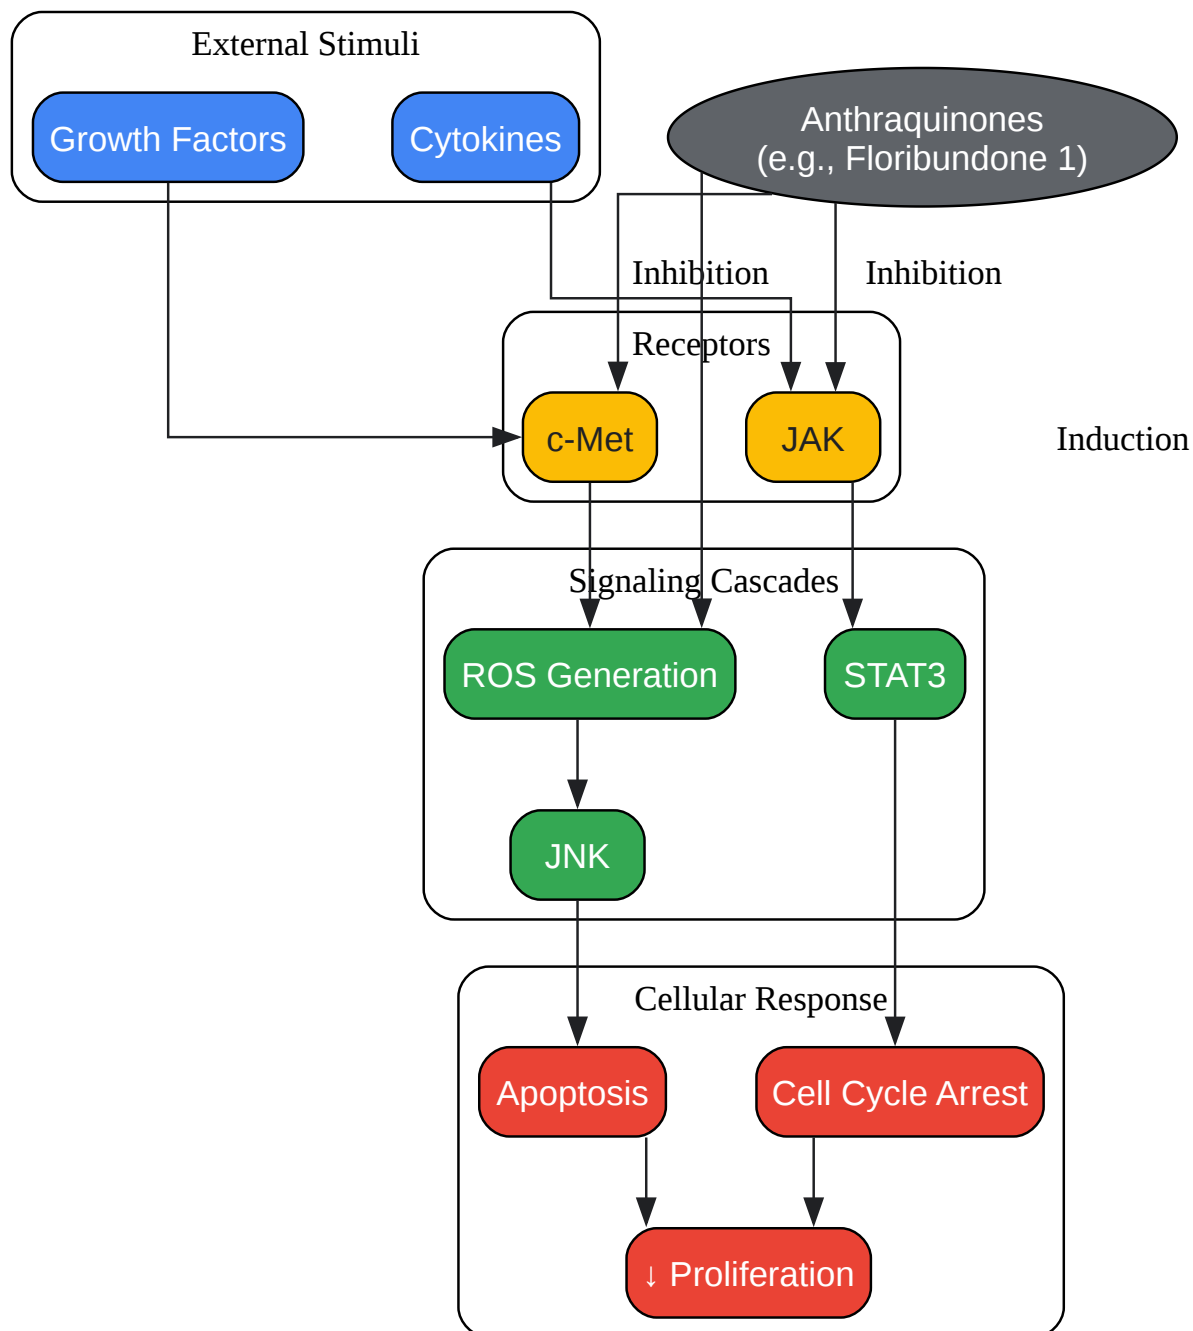 External Stimuli
Growth Factors
Cytokines
Anthraquinones
(e.g., Floribundone 1)
Inhibition
Inhibition
Receptors
c-Met
JAK
Induction
Signaling Cascades
ROS Generation
STAT3
JNK
Cellular Response
Apoptosis
Cell Cycle Arrest
↓ Proliferation